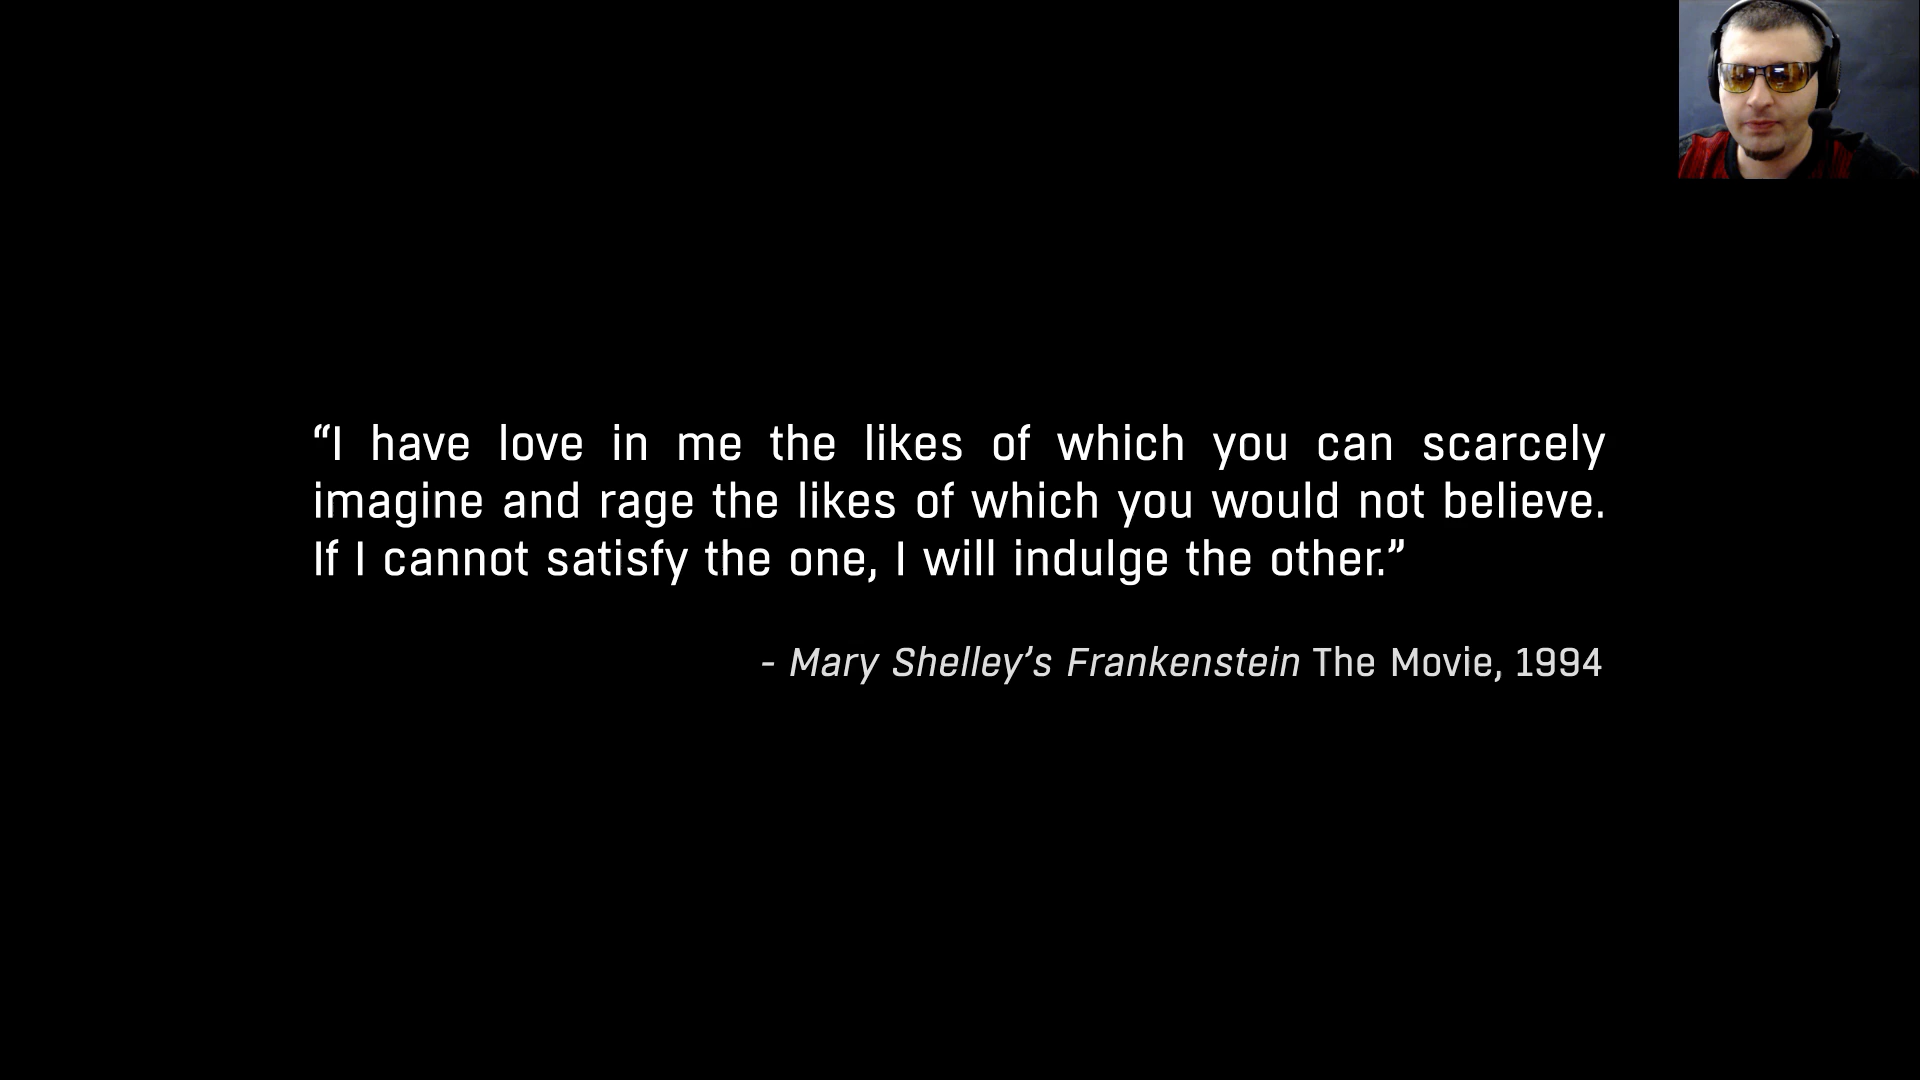 “I have love in me the likes of which you can scarcely
imagine and rage the likes of which you would not believe.
If I cannot satisfy the one, I will indulge the other.”
- Mary Shelley’s Frankenstein The Movie, 1994